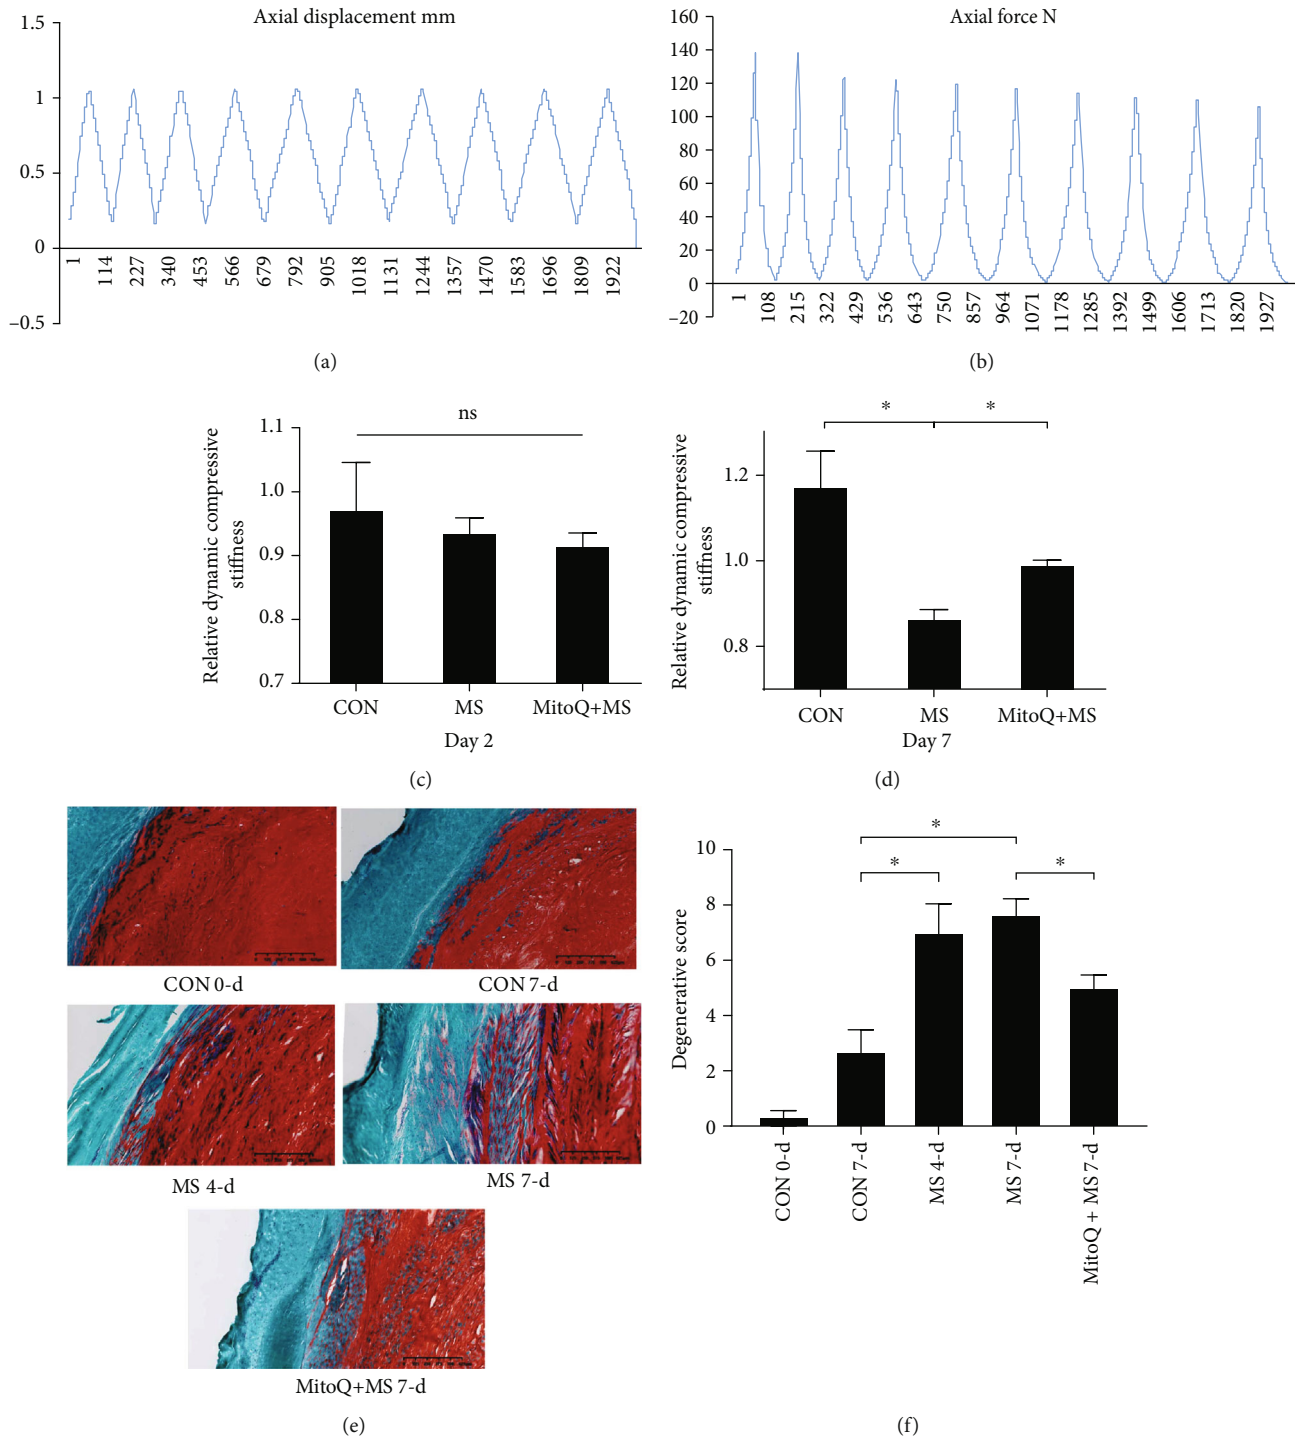 Axial displacement mm
1.5
1
0.5
0
−0.5
1 114 227 340 453 566 679 792 905 1018 1131 1244 1357 1470 1583 1696 1809 1922
(a)
Axial force N
160
140
120
100
80
60
40
20
0
−20
1 108 215 322 429 536 643 750 857 964 1071 1178 1285 1392 1499 1606 1713 1820 1927
(b)
Relative dynamic compressive
stiffness
1.1
1.0
0.9
0.8
0.7
ns
CON MS MitoQ+MS
Day 2
(c)
Relative dynamic compressive
stiffness
1.2
1.0
0.8
* *
CON MS MitoQ+MS
Day 7
(d)
CON 0-d
CON 7-d
MS 4-d
MS 7-d
MitoQ+MS 7-d
(e)
Degenerative score
10
8
6
4
2
0
*
* *
CON 0-d
CON 7-d
MS 4-d
MS 7-d
MitoQ + MS 7-d
(f)